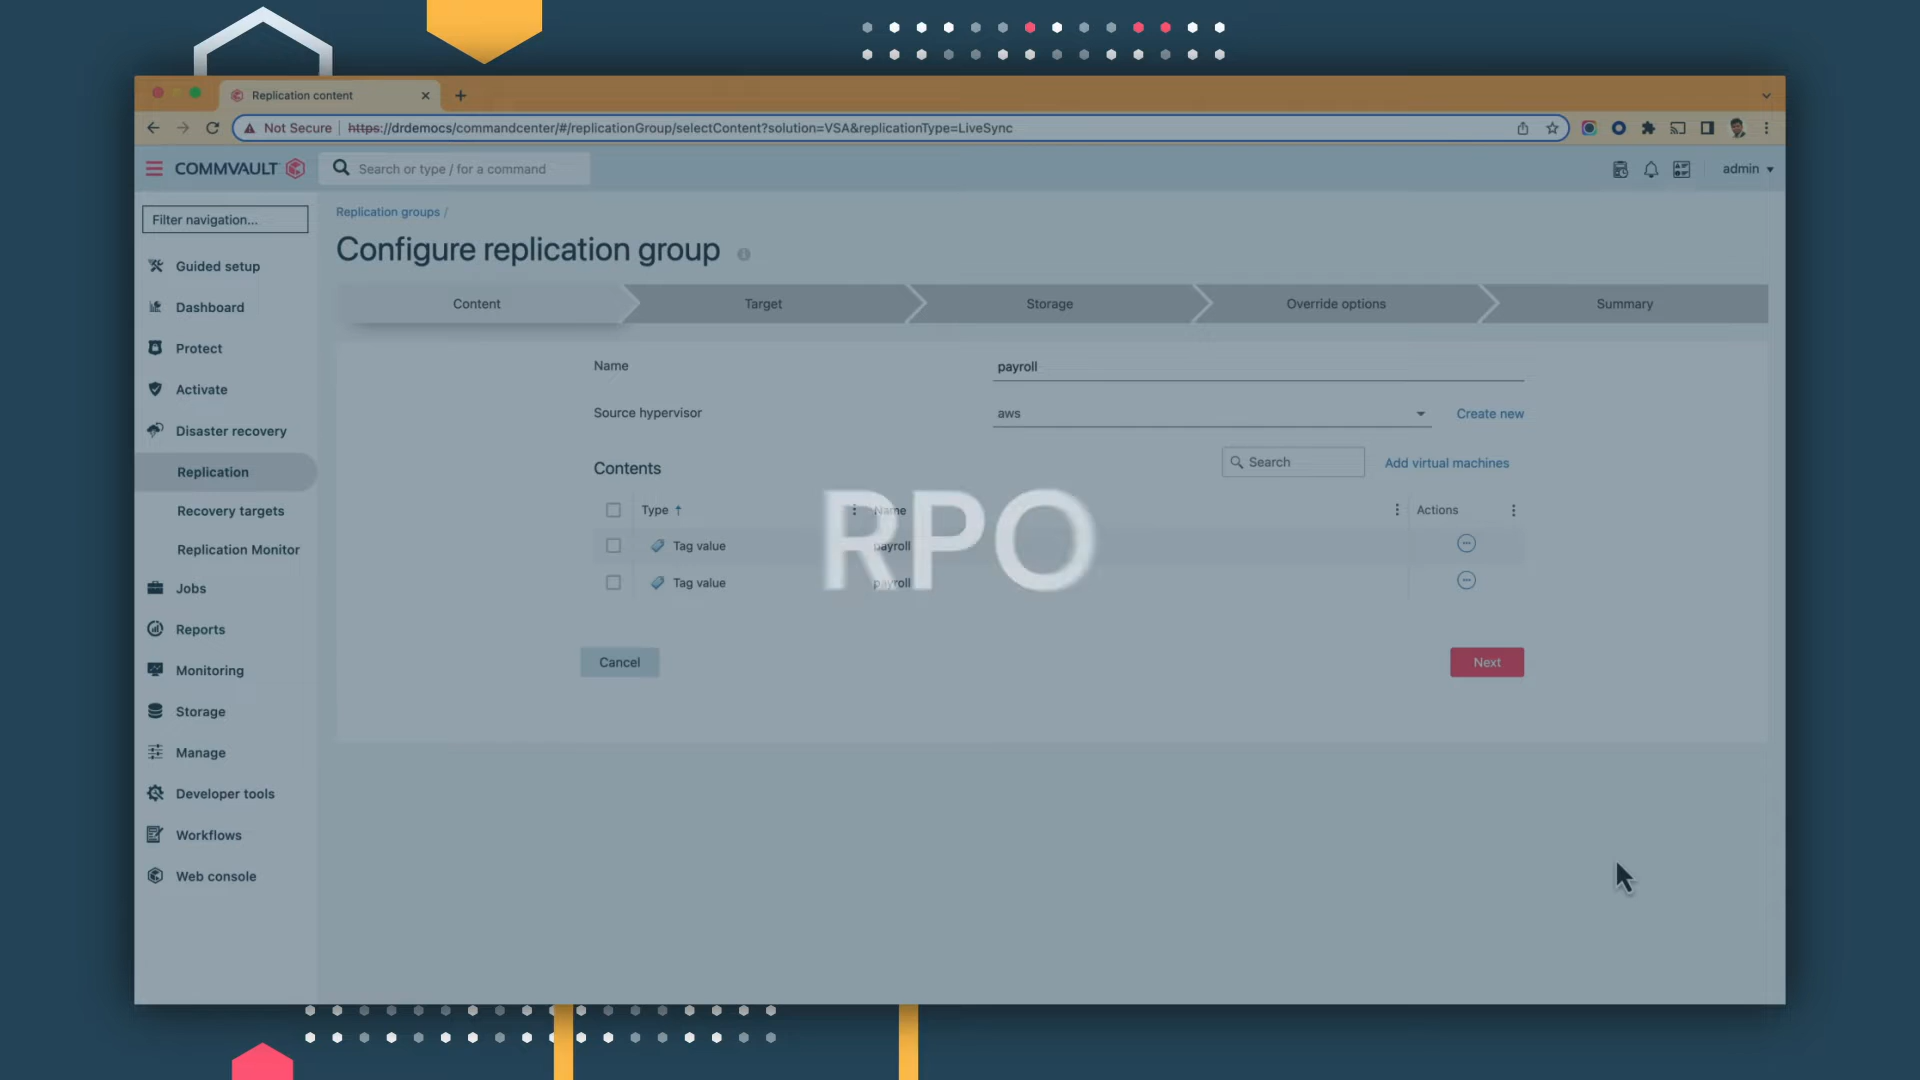 Replication content
Not Secure https://drdemocs/commandcenter/#/replicationGroup/selectContent?solution=VSA&replicationType=LiveSync
COMMVAULT
Search or type / for a command
admin
Filter navigation...
Guided setup
Dashboard
Protect
Activate
Disaster recovery
Replication
Recovery targets
Replication Monitor
Jobs
Reports
Monitoring
Storage
Manage
Developer tools
Workflows
Web console
Replication groups /
Configure replication group
Content Target Storage Override options Summary
Name payroll
Source hypervisor aws Create new
Contents Search Add virtual machines
Type Name Actions
Tag value payroll
Tag value payroll
RPO
Cancel Next